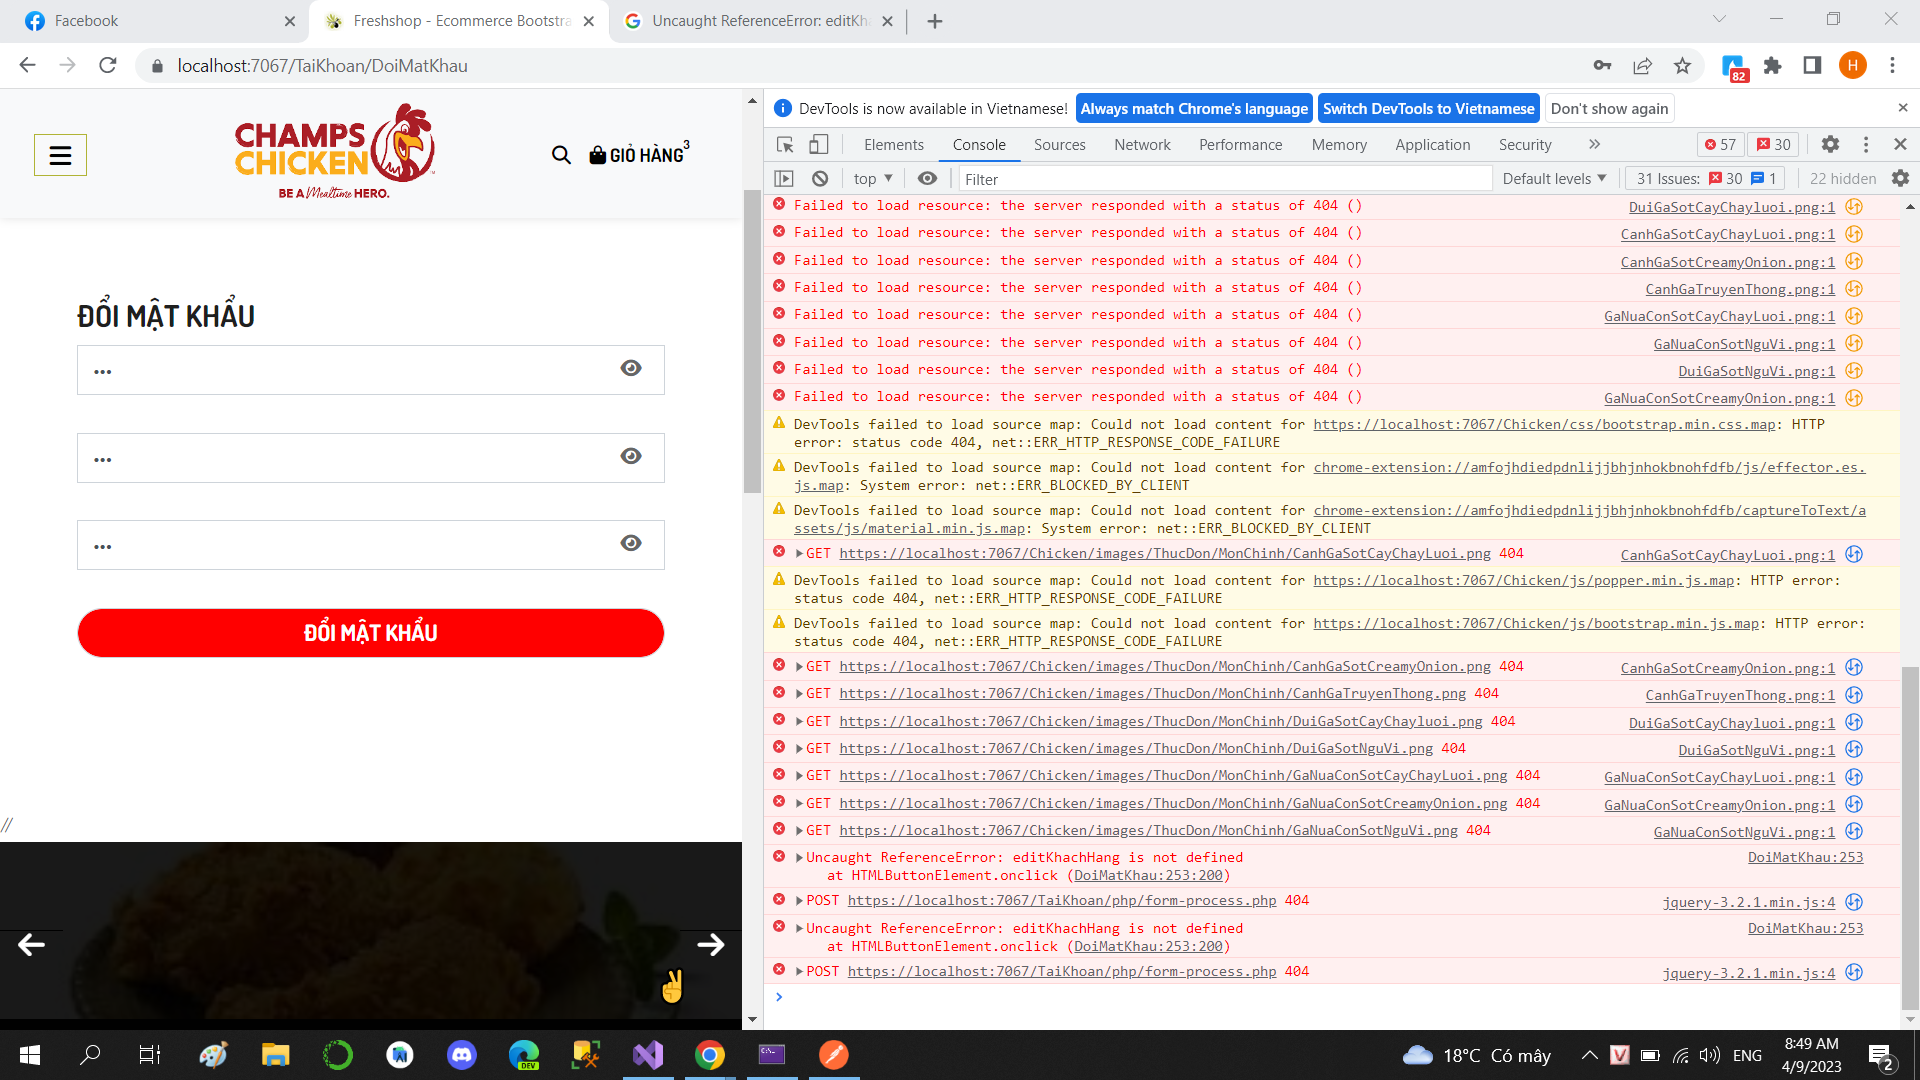 Facebook
Freshshop - Ecommerce Bootstra
Uncaught ReferenceError: editKha
localhost:7067/TaiKhoan/DoiMatKhau
82
H
CHAMPS
CHICKEN
BE A Mealtime HERO.
GIỎ HÀNG 3
ĐỔI MẬT KHẨU
•••
•••
•••
ĐỔI MẬT KHẨU
//
DevTools is now available in Vietnamese! Always match Chrome's language Switch DevTools to Vietnamese Don't show again
Elements Console Sources Network Performance Memory Application Security » 57 30
top Filter Default levels 31 Issues: 30 1 22 hidden
Failed to load resource: the server responded with a status of 404 () DuiGaSotCayChayluoi.png:1
Failed to load resource: the server responded with a status of 404 () CanhGaSotCayChayLuoi.png:1
Failed to load resource: the server responded with a status of 404 () CanhGaSotCreamyOnion.png:1
Failed to load resource: the server responded with a status of 404 () CanhGaTruyenThong.png:1
Failed to load resource: the server responded with a status of 404 () GaNuaConSotCayChayLuoi.png:1
Failed to load resource: the server responded with a status of 404 () GaNuaConSotNguVi.png:1
Failed to load resource: the server responded with a status of 404 () DuiGaSotNguVi.png:1
Failed to load resource: the server responded with a status of 404 () GaNuaConSotCreamyOnion.png:1
DevTools failed to load source map: Could not load content for https://localhost:7067/Chicken/css/bootstrap.min.css.map: HTTP
error: status code 404, net::ERR_HTTP_RESPONSE_CODE_FAILURE
DevTools failed to load source map: Could not load content for chrome-extension://amfojhdiedpdnlijjbhjnhokbnohfdfb/js/effector.es.
js.map: System error: net::ERR_BLOCKED_BY_CLIENT
DevTools failed to load source map: Could not load content for chrome-extension://amfojhdiedpdnlijjbhjnhokbnohfdfb/captureToText/a
ssets/js/material.min.js.map: System error: net::ERR_BLOCKED_BY_CLIENT
GET https://localhost:7067/Chicken/images/ThucDon/MonChinh/CanhGaSotCayChayLuoi.png 404 CanhGaSotCayChayLuoi.png:1
DevTools failed to load source map: Could not load content for https://localhost:7067/Chicken/js/popper.min.js.map: HTTP error:
status code 404, net::ERR_HTTP_RESPONSE_CODE_FAILURE
DevTools failed to load source map: Could not load content for https://localhost:7067/Chicken/js/bootstrap.min.js.map: HTTP error:
status code 404, net::ERR_HTTP_RESPONSE_CODE_FAILURE
GET https://localhost:7067/Chicken/images/ThucDon/MonChinh/CanhGaSotCreamyOnion.png 404 CanhGaSotCreamyOnion.png:1
GET https://localhost:7067/Chicken/images/ThucDon/MonChinh/CanhGaTruyenThong.png 404 CanhGaTruyenThong.png:1
GET https://localhost:7067/Chicken/images/ThucDon/MonChinh/DuiGaSotCayChayluoi.png 404 DuiGaSotCayChayluoi.png:1
GET https://localhost:7067/Chicken/images/ThucDon/MonChinh/DuiGaSotNguVi.png 404 DuiGaSotNguVi.png:1
GET https://localhost:7067/Chicken/images/ThucDon/MonChinh/GaNuaConSotCayChayLuoi.png 404 GaNuaConSotCayChayLuoi.png:1
GET https://localhost:7067/Chicken/images/ThucDon/MonChinh/GaNuaConSotCreamyOnion.png 404 GaNuaConSotCreamyOnion.png:1
GET https://localhost:7067/Chicken/images/ThucDon/MonChinh/GaNuaConSotNguVi.png 404 GaNuaConSotNguVi.png:1
Uncaught ReferenceError: editKhachHang is not defined DoiMatKhau:253
at HTMLButtonElement.onclick (DoiMatKhau:253:200)
POST https://localhost:7067/TaiKhoan/php/form-process.php 404 jquery-3.2.1.min.js:4
Uncaught ReferenceError: editKhachHang is not defined DoiMatKhau:253
at HTMLButtonElement.onclick (DoiMatKhau:253:200)
POST https://localhost:7067/TaiKhoan/php/form-process.php 404 jquery-3.2.1.min.js:4
DEV
18°C Có mây
V
ENG
8:49 AM
4/9/2023
2